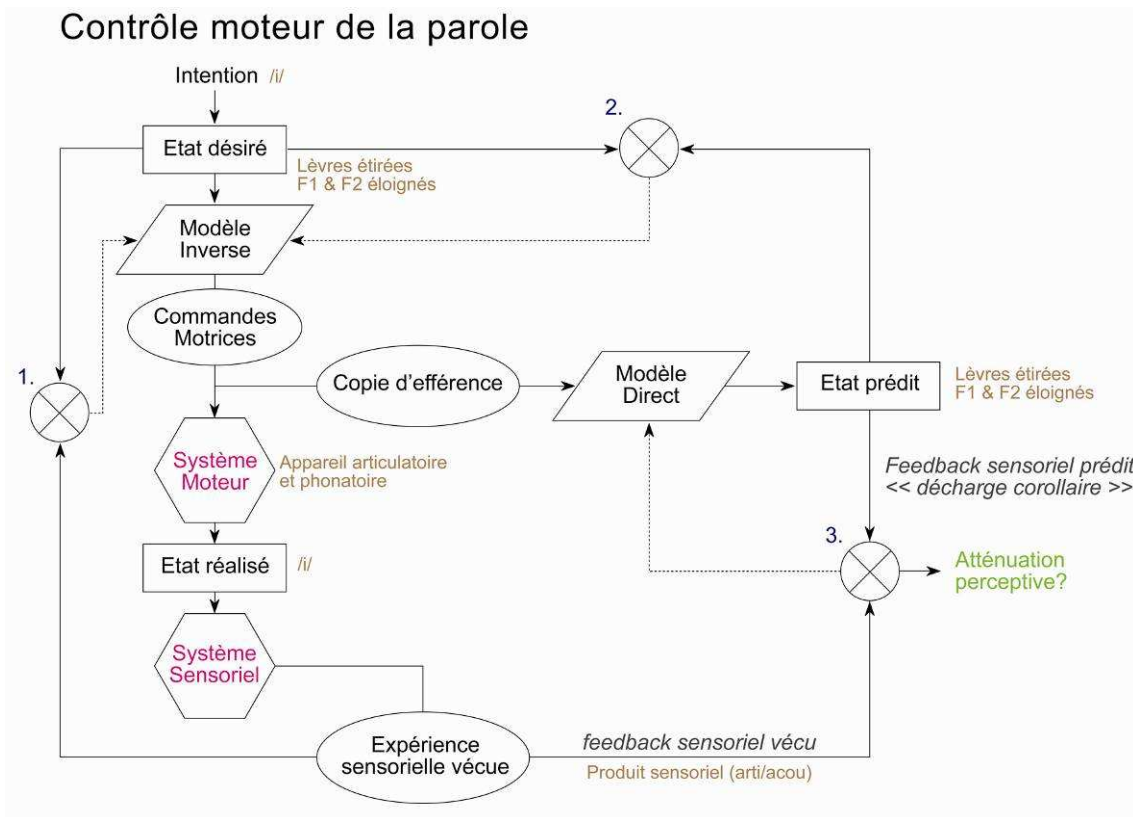 Contrôle moteur de la parole
Intention /i/
2.
Etat désiré
Lèvres étirées
F1 & F2 éloignés
Modèle
Inverse
Commandes
Motrices
1.
Copie d'efférence
Modèle
Direct
Etat prédit
Lèvres étirées
F1 & F2 éloignés
Système
Moteur
Appareil articulatoire
et phonatoire
Feedback sensoriel prédit
<< décharge corollaire >>
3.
Etat réalisé /i/
Atténuation
perceptive?
Système
Sensoriel
Expérience
sensorielle vécue
feedback sensoriel vécu
Produit sensoriel (arti/acou)